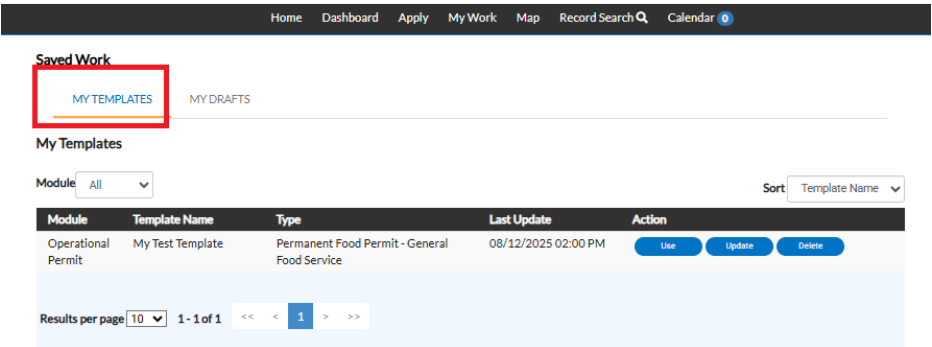 Home Dashboard Apply My Work Map Record Search Calendar 0
Saved Work
MY TEMPLATES MY DRAFTS
My Templates
Module All Sort Template Name
Module Template Name Type Last Update Action
Operational Permit My Test Template Permanent Food Permit - General Food Service 08/12/2025 02:00 PM Use Update Delete
Results per page 10 1 - 1 of 1 << < 1 > >>